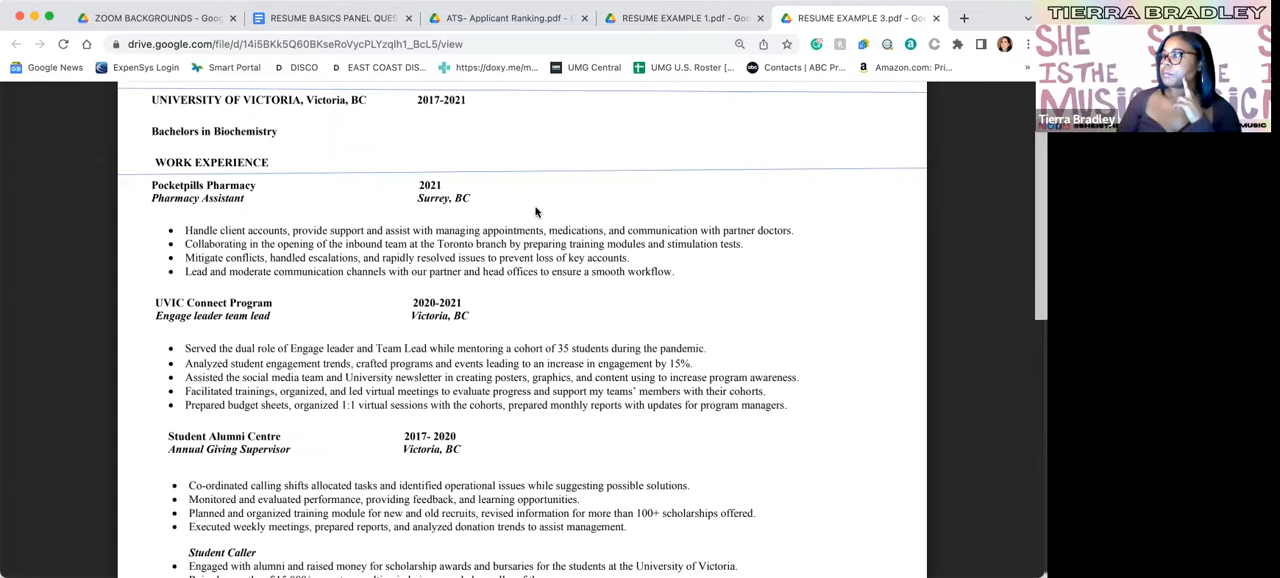 ZOOM BACKGROUNDS - Goog
RESUME BASICS PANEL QUES
ATS- Applicant Ranking.pdf - G
RESUME EXAMPLE 1.pdf - Goo
RESUME EXAMPLE 3.pdf - Goo
drive.google.com/file/d/14i5BKk5Q60BKseRoVycPLYzqIh1_BcL5/view
Google News
ExpenSys Login
Smart Portal
DISCO
EAST COAST DIS...
https://doxy.me/m...
UMG Central
UMG U.S. Roster [...
Contacts | ABC Pr...
Amazon.com: Pri...
UNIVERSITY OF VICTORIA, Victoria, BC 2017-2021
Bachelors in Biochemistry
WORK EXPERIENCE
Pocketpills Pharmacy 2021
Pharmacy Assistant Surrey, BC
• Handle client accounts, provide support and assist with managing appointments, medications, and communication with partner doctors.
• Collaborating in the opening of the inbound team at the Toronto branch by preparing training modules and stimulation tests.
• Mitigate conflicts, handled escalations, and rapidly resolved issues to prevent loss of key accounts.
• Lead and moderate communication channels with our partner and head offices to ensure a smooth workflow.
UVIC Connect Program 2020-2021
Engage leader team lead Victoria, BC
• Served the dual role of Engage leader and Team Lead while mentoring a cohort of 35 students during the pandemic.
• Analyzed student engagement trends, crafted programs and events leading to an increase in engagement by 15%.
• Assisted the social media team and University newsletter in creating posters, graphics, and content using to increase program awareness.
• Facilitated trainings, organized, and led virtual meetings to evaluate progress and support my teams' members with their cohorts.
• Prepared budget sheets, organized 1:1 virtual sessions with the cohorts, prepared monthly reports with updates for program managers.
Student Alumni Centre 2017- 2020
Annual Giving Supervisor Victoria, BC
• Co-ordinated calling shifts allocated tasks and identified operational issues while suggesting possible solutions.
• Monitored and evaluated performance, providing feedback, and learning opportunities.
• Planned and organized training module for new and old recruits, revised information for more than 100+ scholarships offered.
• Executed weekly meetings, prepared reports, and analyzed donation trends to assist management.
Student Caller
• Engaged with alumni and raised money for scholarship awards and bursaries for the students at the University of Victoria.
TIERRA BRADLEY
SHE
IS THE
MUSIC
Tierra Bradley
MUSIC